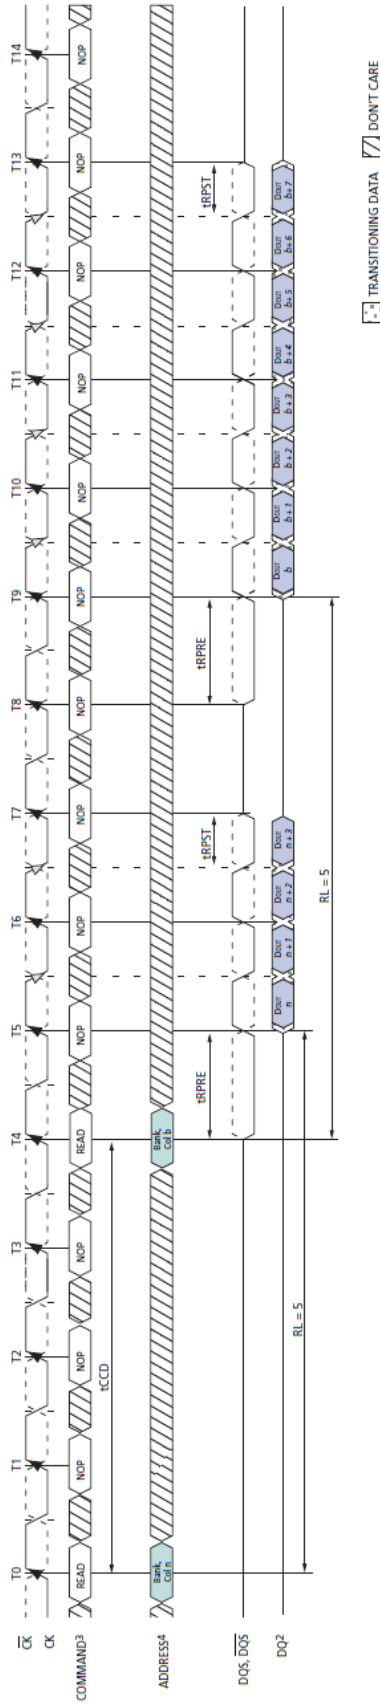 T0 T1 T2 T3 T4 T5 T6 T7 T8 T9 T10 T11 T12 T13 T14
CK
CK
COMMAND3 READ NOP NOP NOP READ NOP NOP NOP NOP NOP NOP NOP NOP NOP NOP
tCCD
ADDRESS4 Bank, Col n Bank, Col b
tRPRE tRPST tRPRE tRPST
DQS, DQS
DQ2 DOUT n DOUT n+1 DOUT n+2 DOUT n+3 DOUT b DOUT b+1 DOUT b+2 DOUT b+3 DOUT b+4 DOUT b+5 DOUT b+6 DOUT b+7
RL = 5 RL = 5
TRANSITIONING DATA DON'T CARE